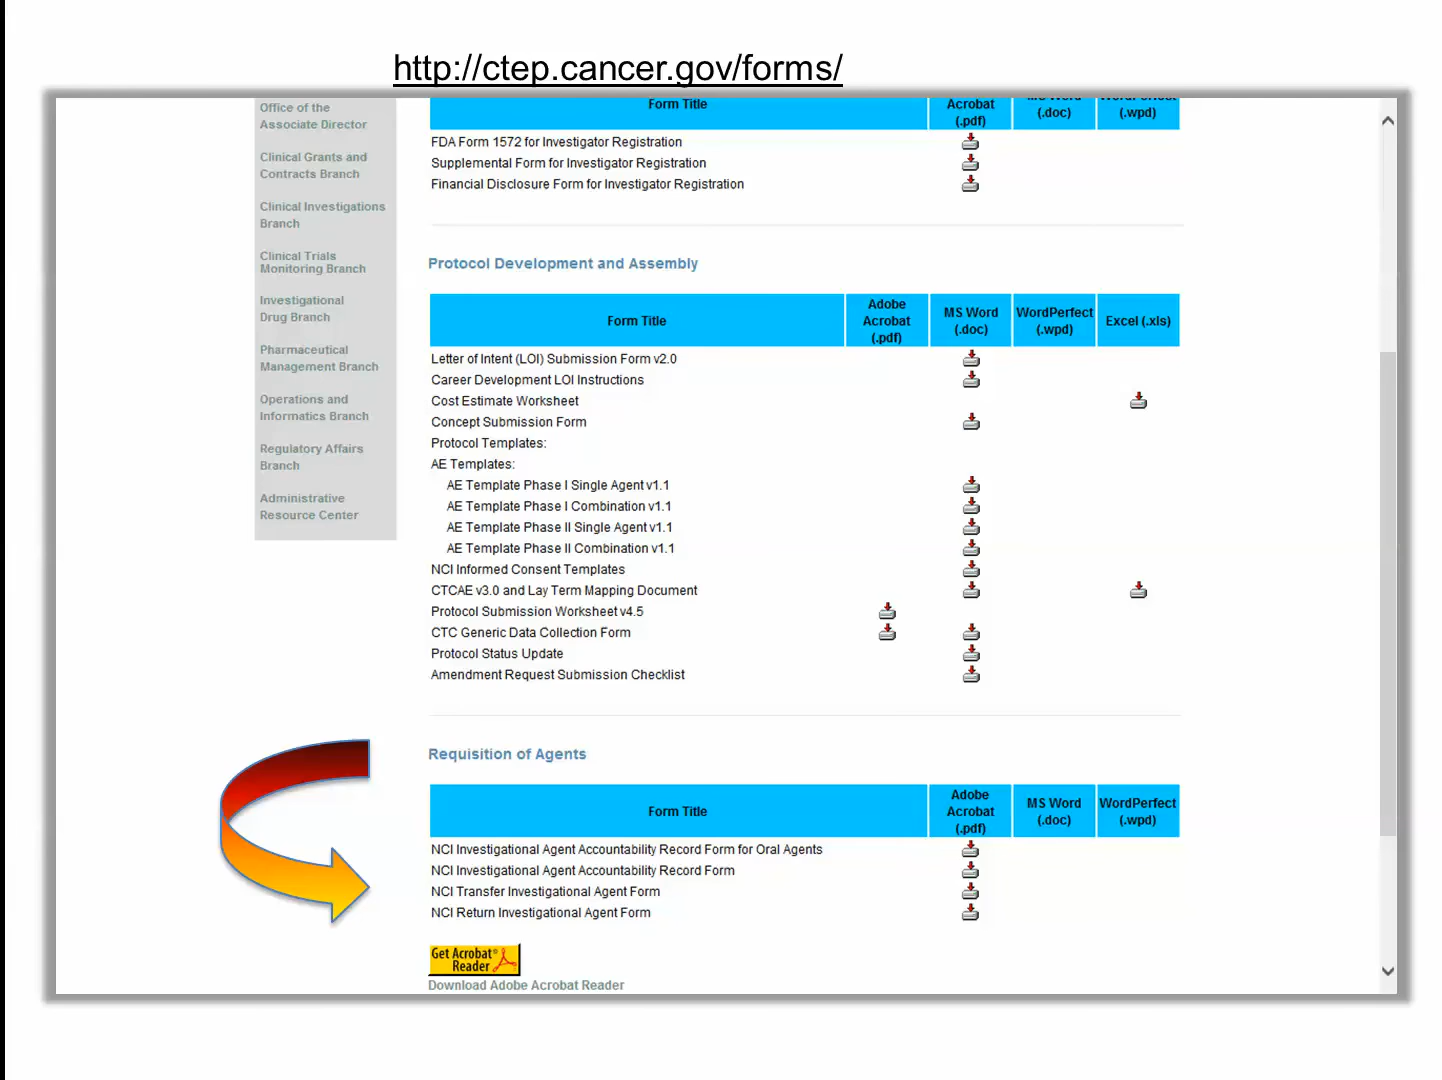 http://ctep.cancer.gov/forms/
Office of the
Associate Director
Clinical Grants and
Contracts Branch
Clinical Investigations
Branch
Clinical Trials
Monitoring Branch
Investigational
Drug Branch
Pharmaceutical
Management Branch
Operations and
Informatics Branch
Regulatory Affairs
Branch
Administrative
Resource Center
Form Title
Acrobat
(.pdf)
MS Word
(.doc)
WordPerfect
(.wpd)
FDA Form 1572 for Investigator Registration
Supplemental Form for Investigator Registration
Financial Disclosure Form for Investigator Registration
Protocol Development and Assembly
Form Title
Adobe
Acrobat
(.pdf)
MS Word
(.doc)
WordPerfect
(.wpd)
Excel (.xls)
Letter of Intent (LOI) Submission Form v2.0
Career Development LOI Instructions
Cost Estimate Worksheet
Concept Submission Form
Protocol Templates:
AE Templates:
AE Template Phase I Single Agent v1.1
AE Template Phase I Combination v1.1
AE Template Phase II Single Agent v1.1
AE Template Phase II Combination v1.1
NCI Informed Consent Templates
CTCAE v3.0 and Lay Term Mapping Document
Protocol Submission Worksheet v4.5
CTC Generic Data Collection Form
Protocol Status Update
Amendment Request Submission Checklist
Requisition of Agents
Form Title
Adobe
Acrobat
(.pdf)
MS Word
(.doc)
WordPerfect
(.wpd)
NCI Investigational Agent Accountability Record Form for Oral Agents
NCI Investigational Agent Accountability Record Form
NCI Transfer Investigational Agent Form
NCI Return Investigational Agent Form
Get Acrobat®
Reader
Download Adobe Acrobat Reader